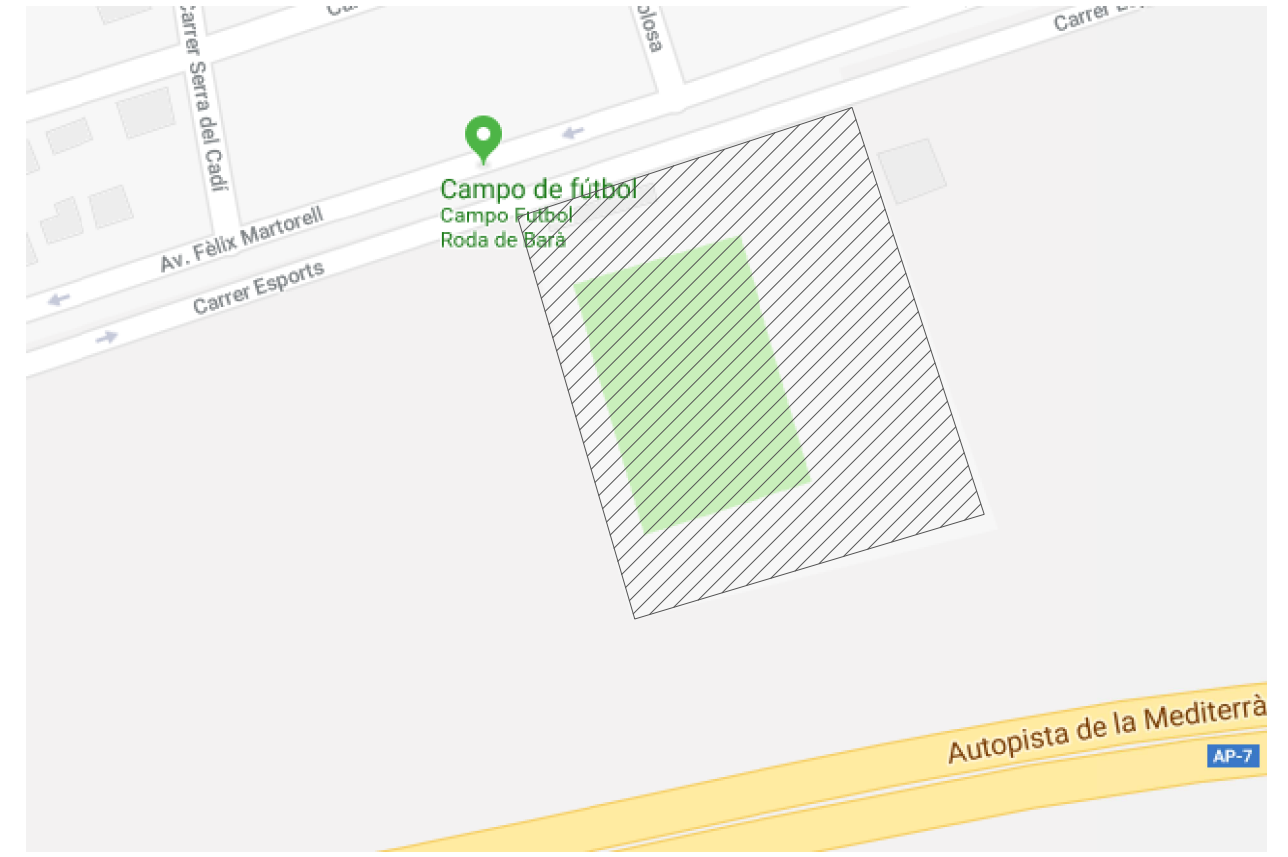 Carrer Serra del Cadí
Campo de fútbol
Campo Futbol
Roda de Barà
Av. Fèlix Martorell
Carrer Esports
Carrer
Autopista de la Mediterrà
AP-7